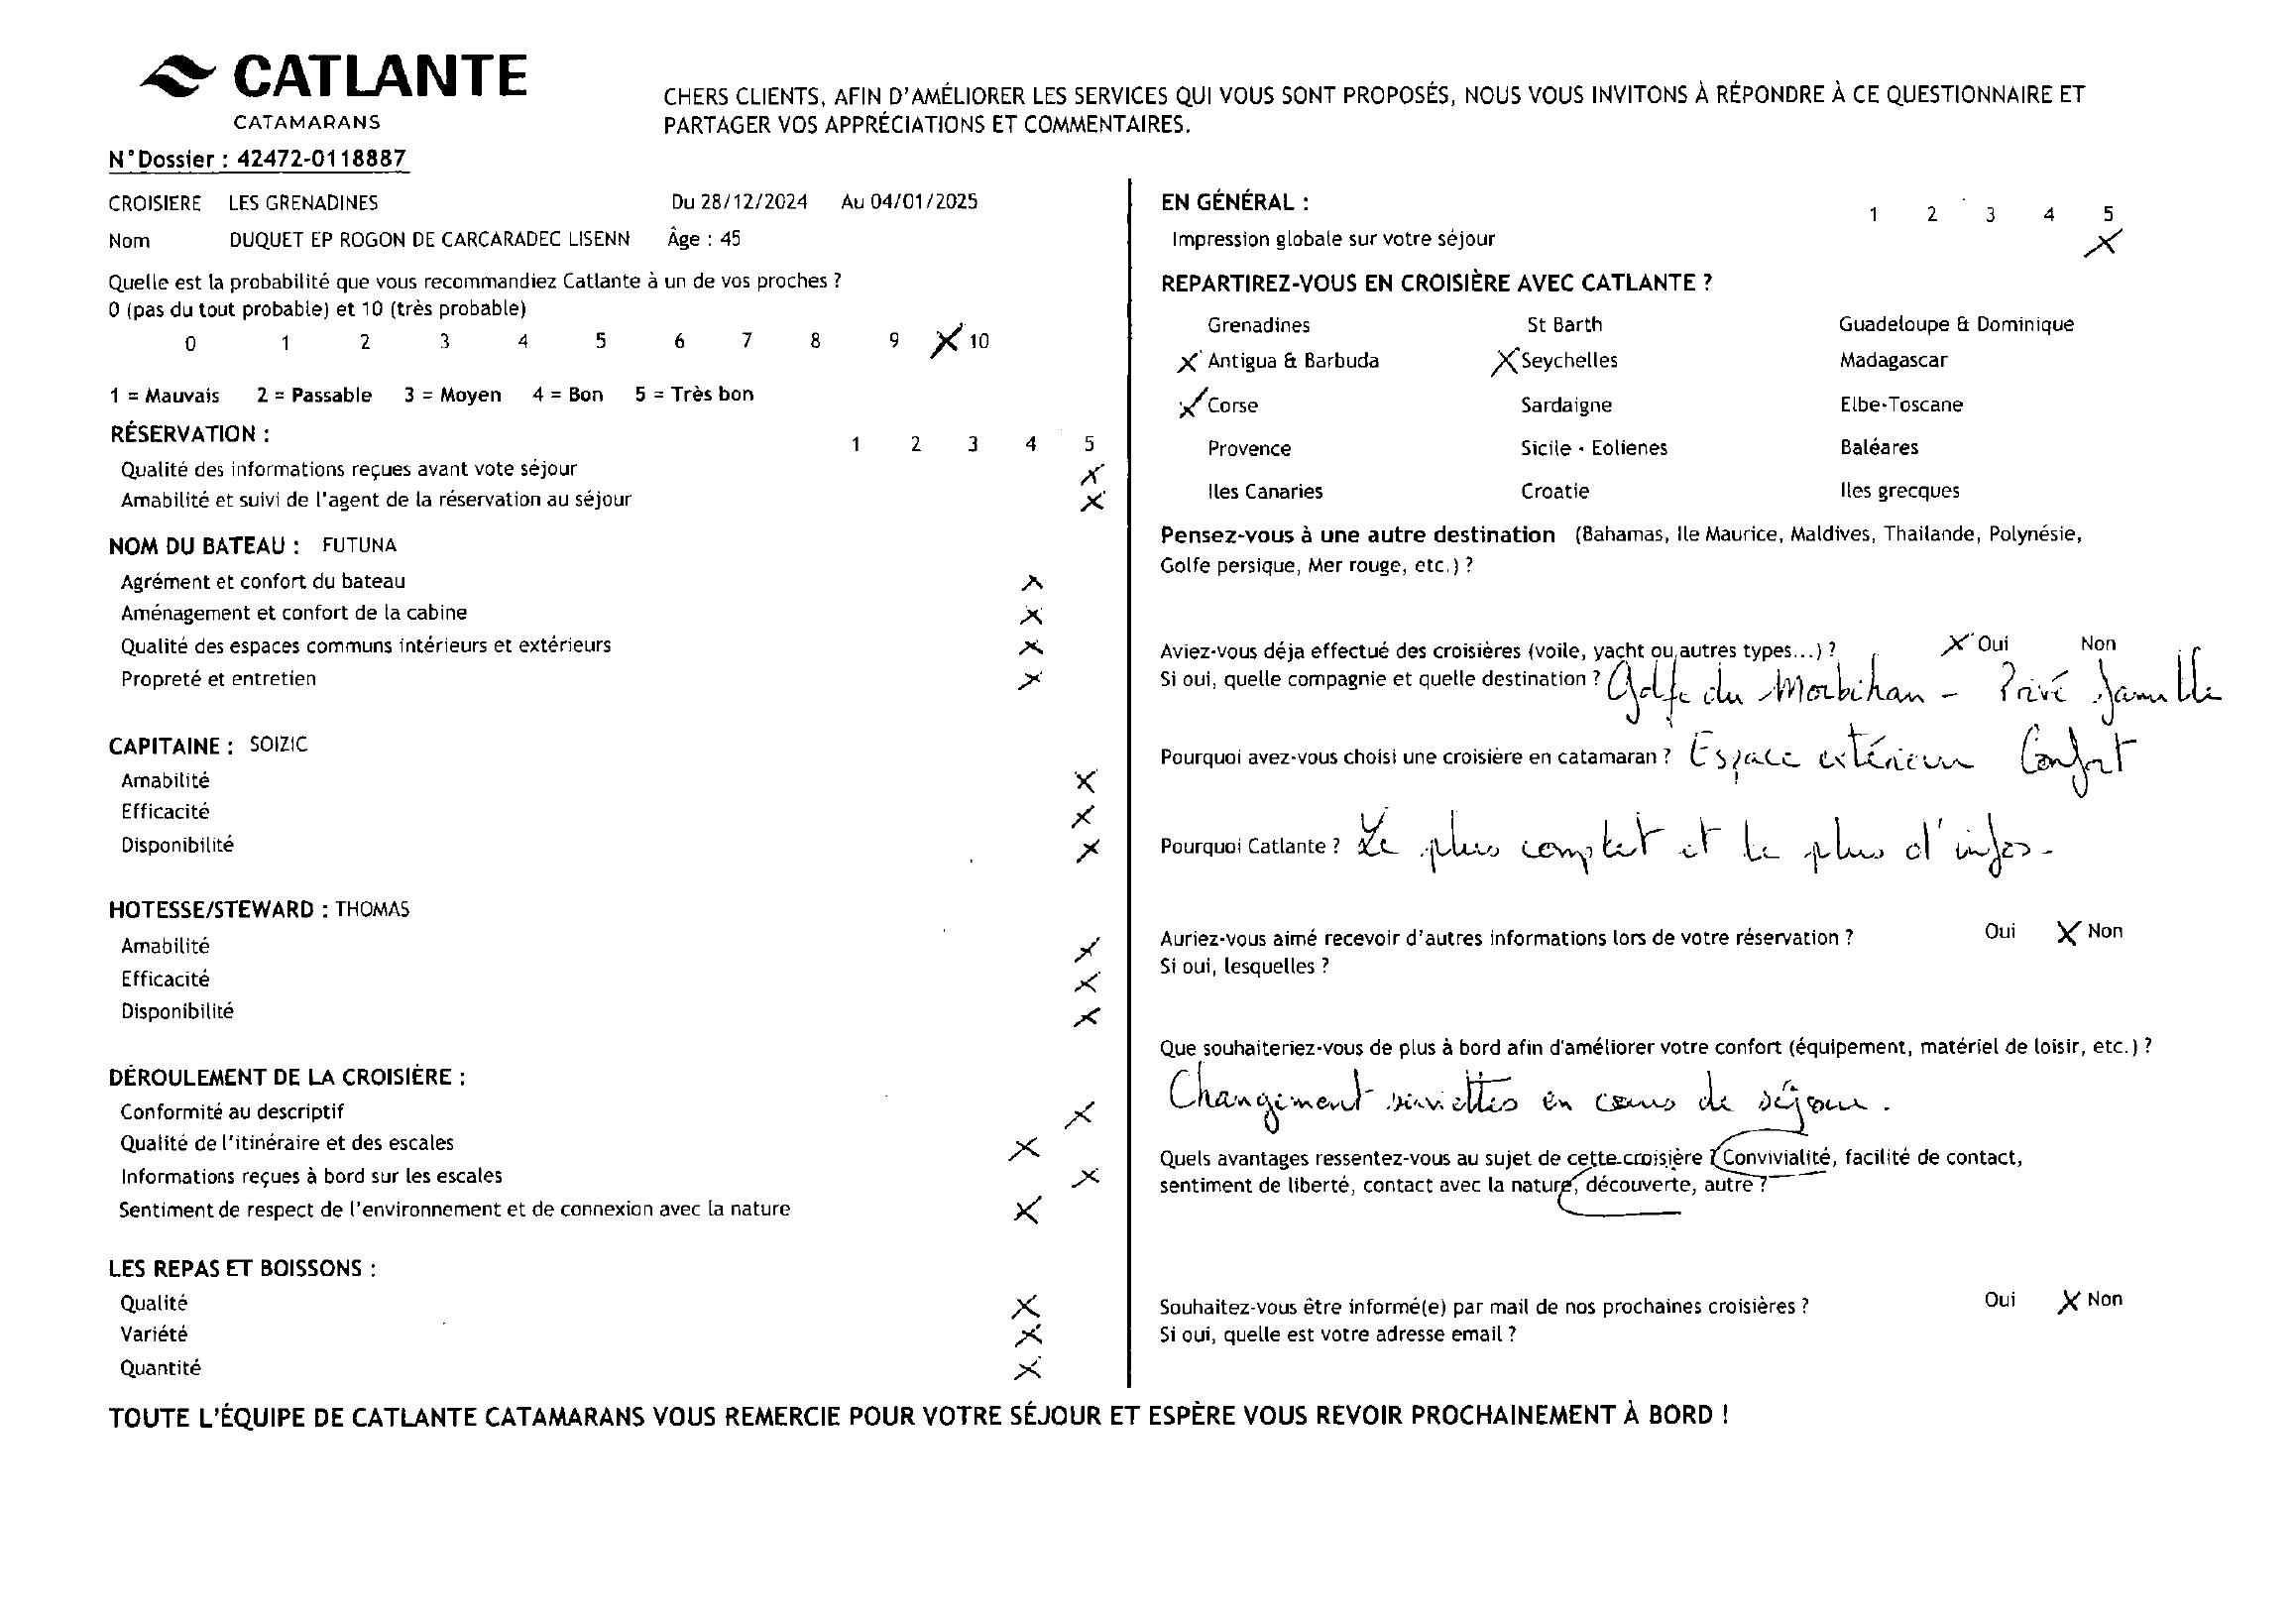 CATLANTE
CATAMARANS
CHERS CLIENTS, AFIN D'AMÉLIORER LES SERVICES QUI VOUS SONT PROPOSÉS, NOUS VOUS INVITONS À RÉPONDRE À CE QUESTIONNAIRE ET
PARTAGER VOS APPRÉCIATIONS ET COMMENTAIRES.
N°Dossier : 42472-0118887
CROISIERE LES GRENADINES Du 28/12/2024 Au 04/01/2025
Nom DUQUET EP ROGON DE CARCARADEC LISENN Âge : 45
Quelle est la probabilité que vous recommandiez Catlante à un de vos proches ?
0 (pas du tout probable) et 10 (très probable)
0 1 2 3 4 5 6 7 8 9 X 10
1 = Mauvais 2 = Passable 3 = Moyen 4 = Bon 5 = Très bon
RÉSERVATION : 1 2 3 4 5
Qualité des informations reçues avant vote séjour X
Amabilité et suivi de l'agent de la réservation au séjour X
NOM DU BATEAU : FUTUNA
Agrément et confort du bateau X
Aménagement et confort de la cabine X
Qualité des espaces communs intérieurs et extérieurs X
Propreté et entretien X
CAPITAINE : SOIZIC
Amabilité X
Efficacité X
Disponibilité X
HOTESSE/STEWARD : THOMAS
Amabilité X
Efficacité X
Disponibilité X
DÉROULEMENT DE LA CROISIÈRE :
Conformité au descriptif X
Qualité de l'itinéraire et des escales X
Informations reçues à bord sur les escales X
Sentiment de respect de l'environnement et de connexion avec la nature X
LES REPAS ET BOISSONS :
Qualité X
Variété X
Quantité X
EN GÉNÉRAL : 1 2 3 4 5
Impression globale sur votre séjour X
REPARTIREZ-VOUS EN CROISIÈRE AVEC CATLANTE ?
Grenadines St Barth Guadeloupe & Dominique
X Antigua & Barbuda X Seychelles Madagascar
X Corse Sardaigne Elbe-Toscane
Provence Sicile - Eolienes Baléares
Iles Canaries Croatie Iles grecques
Pensez-vous à une autre destination (Bahamas, Ile Maurice, Maldives, Thailande, Polynésie,
Golfe persique, Mer rouge, etc.) ?
Aviez-vous déja effectué des croisières (voile, yacht ou autres types...) ? X Oui Non
Si oui, quelle compagnie et quelle destination ? Golfe du Morbihan - Privé famille
Pourquoi avez-vous choisi une croisière en catamaran ? Espace extérieur Confort
Pourquoi Catlante ? Le plus complet et le plus d'infos-
Auriez-vous aimé recevoir d'autres informations lors de votre réservation ? Oui X Non
Si oui, lesquelles ?
Que souhaiteriez-vous de plus à bord afin d'améliorer votre confort (équipement, matériel de loisir, etc.) ?
Changement serviettes en cours de séjour.
Quels avantages ressentez-vous au sujet de cette croisière ? Convivialité, facilité de contact,
sentiment de liberté, contact avec la nature, découverte, autre ?
Souhaitez-vous être informé(e) par mail de nos prochaines croisières ? Oui X Non
Si oui, quelle est votre adresse email ?
TOUTE L'ÉQUIPE DE CATLANTE CATAMARANS VOUS REMERCIE POUR VOTRE SÉJOUR ET ESPÈRE VOUS REVOIR PROCHAINEMENT À BORD !